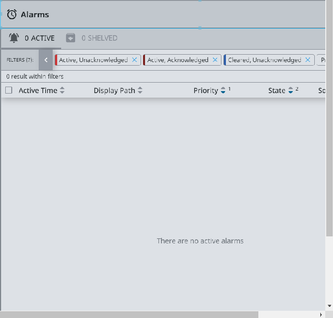 Alarms
0 ACTIVE 0 SHELVED
FILTERS (7) Active, Unacknowledged Active, Acknowledged Cleared, Unacknowledged
0 result within filters
Active Time Display Path Priority 1 State 2
There are no active alarms